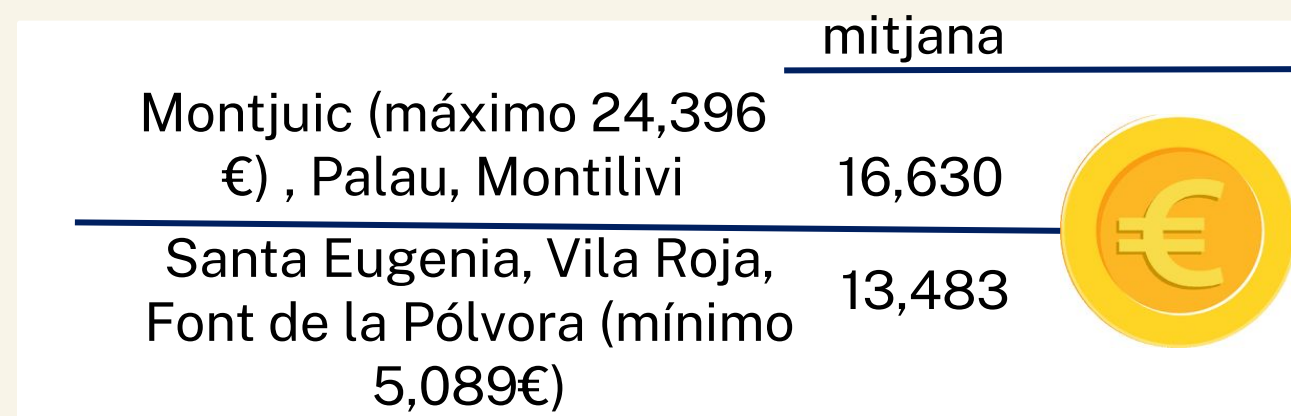 mitjana
Montjuic (máximo 24,396
€) , Palau, Montilivi
16,630
Santa Eugenia, Vila Roja,
Font de la Pólvora (mínimo
5,089€)
13,483
€